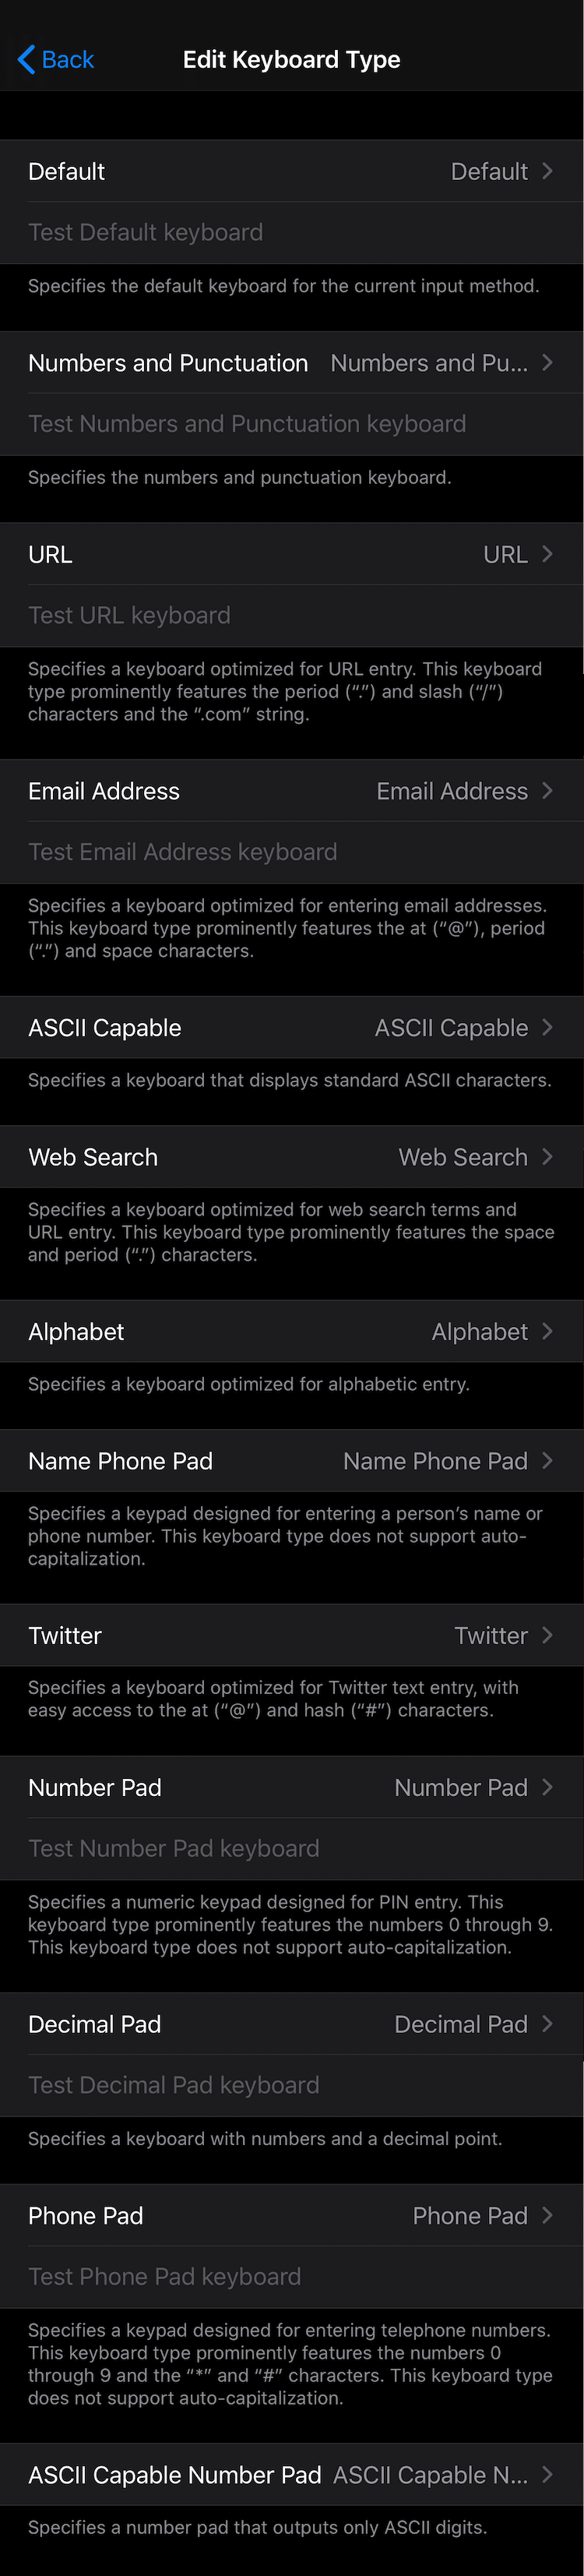 Back
Edit Keyboard Type
Default Default
Test Default keyboard
Specifies the default keyboard for the current input method.
Numbers and Punctuation Numbers and Pu...
Test Numbers and Punctuation keyboard
Specifies the numbers and punctuation keyboard.
URL URL
Test URL keyboard
Specifies a keyboard optimized for URL entry. This keyboard
type prominently features the period (“.”) and slash (“/”)
characters and the “.com” string.
Email Address Email Address
Test Email Address keyboard
Specifies a keyboard optimized for entering email addresses.
This keyboard type prominently features the at (“@”), period
(“.”) and space characters.
ASCII Capable ASCII Capable
Specifies a keyboard that displays standard ASCII characters.
Web Search Web Search
Specifies a keyboard optimized for web search terms and
URL entry. This keyboard type prominently features the space
and period (“.”) characters.
Alphabet Alphabet
Specifies a keyboard optimized for alphabetic entry.
Name Phone Pad Name Phone Pad
Specifies a keypad designed for entering a person’s name or
phone number. This keyboard type does not support auto-
capitalization.
Twitter Twitter
Specifies a keyboard optimized for Twitter text entry, with
easy access to the at (“@”) and hash (“#”) characters.
Number Pad Number Pad
Test Number Pad keyboard
Specifies a numeric keypad designed for PIN entry. This
keyboard type prominently features the numbers 0 through 9.
This keyboard type does not support auto-capitalization.
Decimal Pad Decimal Pad
Test Decimal Pad keyboard
Specifies a keyboard with numbers and a decimal point.
Phone Pad Phone Pad
Test Phone Pad keyboard
Specifies a keypad designed for entering telephone numbers.
This keyboard type prominently features the numbers 0
through 9 and the “*” and “#” characters. This keyboard type
does not support auto-capitalization.
ASCII Capable Number Pad ASCII Capable N...
Specifies a number pad that outputs only ASCII digits.